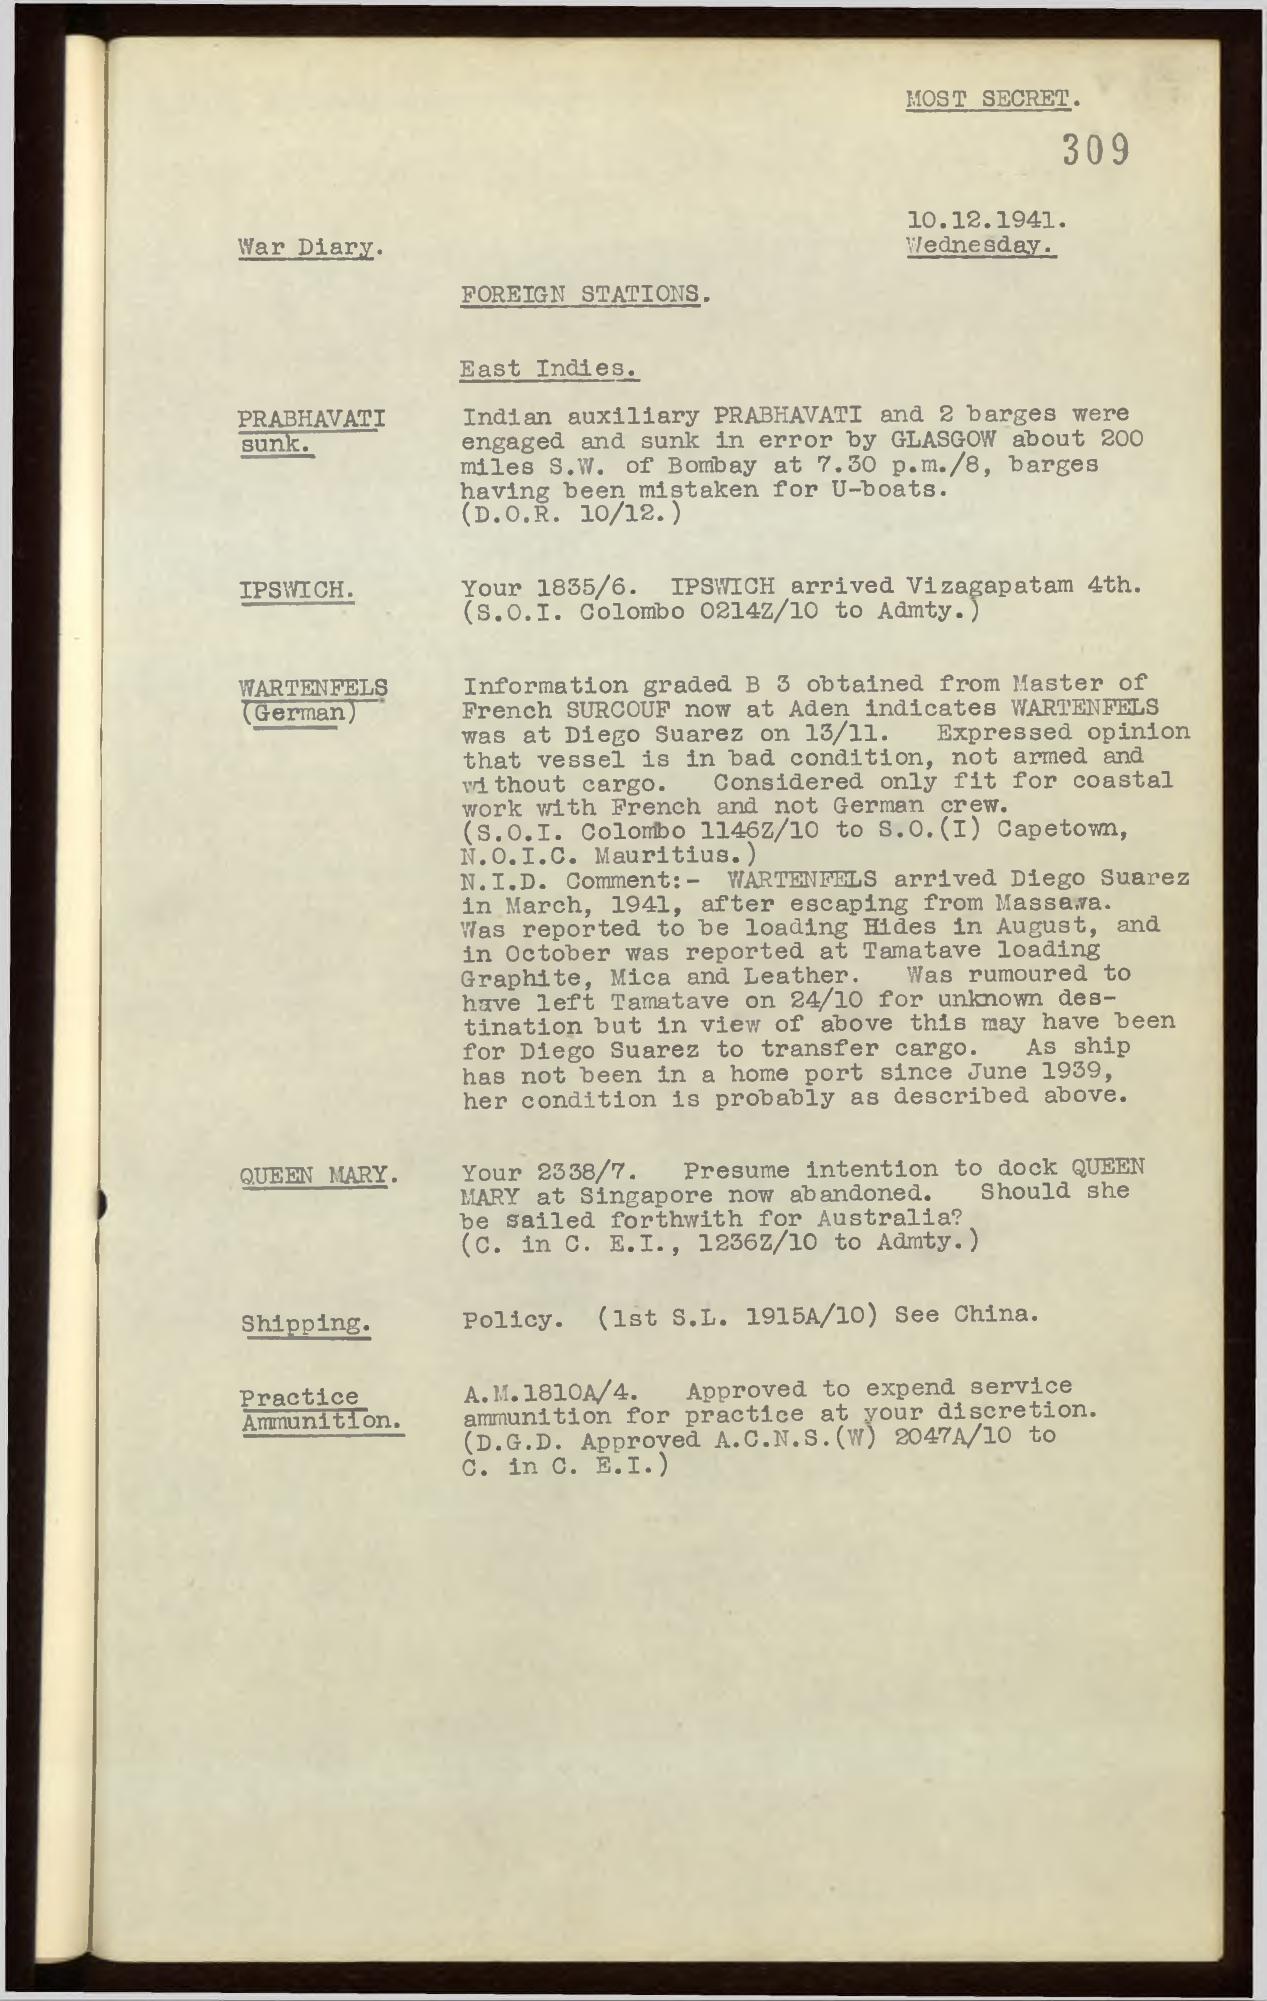 MOST SECRET.
309
10.12.1941.
War Diary.
Wednesday.
FOREIGN STATIONS.
East Indies.
PRABHAVATI
sunk.
Indian auxiliary PRABHAVATI and 2 barges were
engaged and sunk in error by GLASGOW about 200
miles S.W. of Bombay at 7.30 p.m./8, barges
having been mistaken for U-boats.
(D.O.R. 10/12.)
IPSWICH.
Your 1835/6. IPSWICH arrived Vizagapatam 4th.
(S.O.I. Colombo 0214Z/10 to Admty.)
WARTENFELS
(German)
Information graded B 3 obtained from Master of
French SURCOUF now at Aden indicates WARTENFELS
was at Diego Suarez on 13/11. Expressed opinion
that vessel is in bad condition, not armed and
without cargo. Considered only fit for coastal
work with French and not German crew.
(S.O.I. Colombo 1146Z/10 to S.O.(I) Capetown,
N.O.I.C. Mauritius.)
N.I.D. Comment:- WARTENFELS arrived Diego Suarez
in March, 1941, after escaping from Massawa.
Was reported to be loading Hides in August, and
in October was reported at Tamatave loading
Graphite, Mica and Leather. Was rumoured to
have left Tamatave on 24/10 for unknown des-
tination but in view of above this may have been
for Diego Suarez to transfer cargo. As ship
has not been in a home port since June 1939,
her condition is probably as described above.
QUEEN MARY.
Your 2338/7. Presume intention to dock QUEEN
MARY at Singapore now abandoned. Should she
be sailed forthwith for Australia?
(C. in C. E.I., 1236Z/10 to Admty.)
Shipping.
Policy. (1st S.L. 1915A/10) See China.
Practice
Ammunition.
A.M.1810A/4. Approved to expend service
ammunition for practice at your discretion.
(D.G.D. Approved A.C.N.S.(W) 2047A/10 to
C. in C. E.I.)